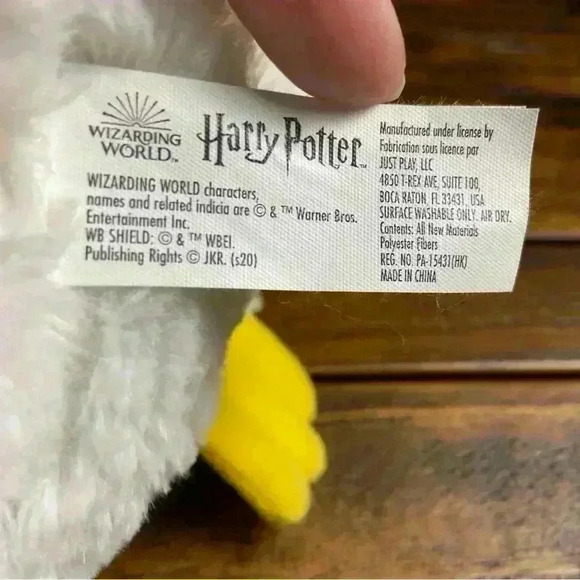 WIZARDING
WORLD™
Harry Potter™
WIZARDING WORLD characters,
names and related indicia are © & ™ Warner Bros.
Entertainment Inc.
WB SHIELD: © & ™ WBEI.
Publishing Rights © JKR. (s20)
Manufactured under license by
Fabrication sous licence par
JUST PLAY, LLC
4850 T-REX AVE, SUITE 100,
BOCA RATON, FL 33431, USA
SURFACE WASHABLE ONLY. AIR DRY.
Contents: All New Materials
Polyester Fibers
REG. NO. PA-15431(HK)
MADE IN CHINA